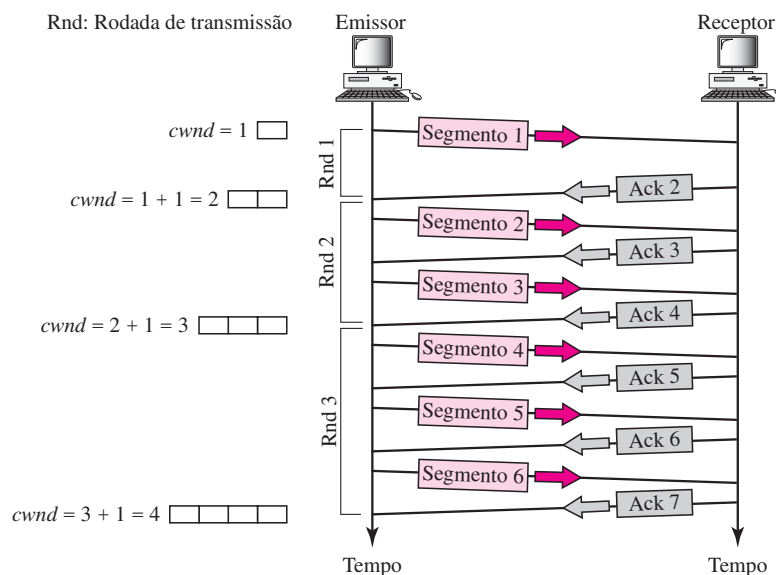 Rnd: Rodada de transmissão
Emissor
Receptor
cwnd = 1
Rnd 1
Segmento 1
Ack 2
cwnd = 1 + 1 = 2
Rnd 2
Segmento 2
Ack 3
Segmento 3
Ack 4
cwnd = 2 + 1 = 3
Rnd 3
Segmento 4
Ack 5
Segmento 5
Ack 6
Segmento 6
Ack 7
cwnd = 3 + 1 = 4
Tempo
Tempo